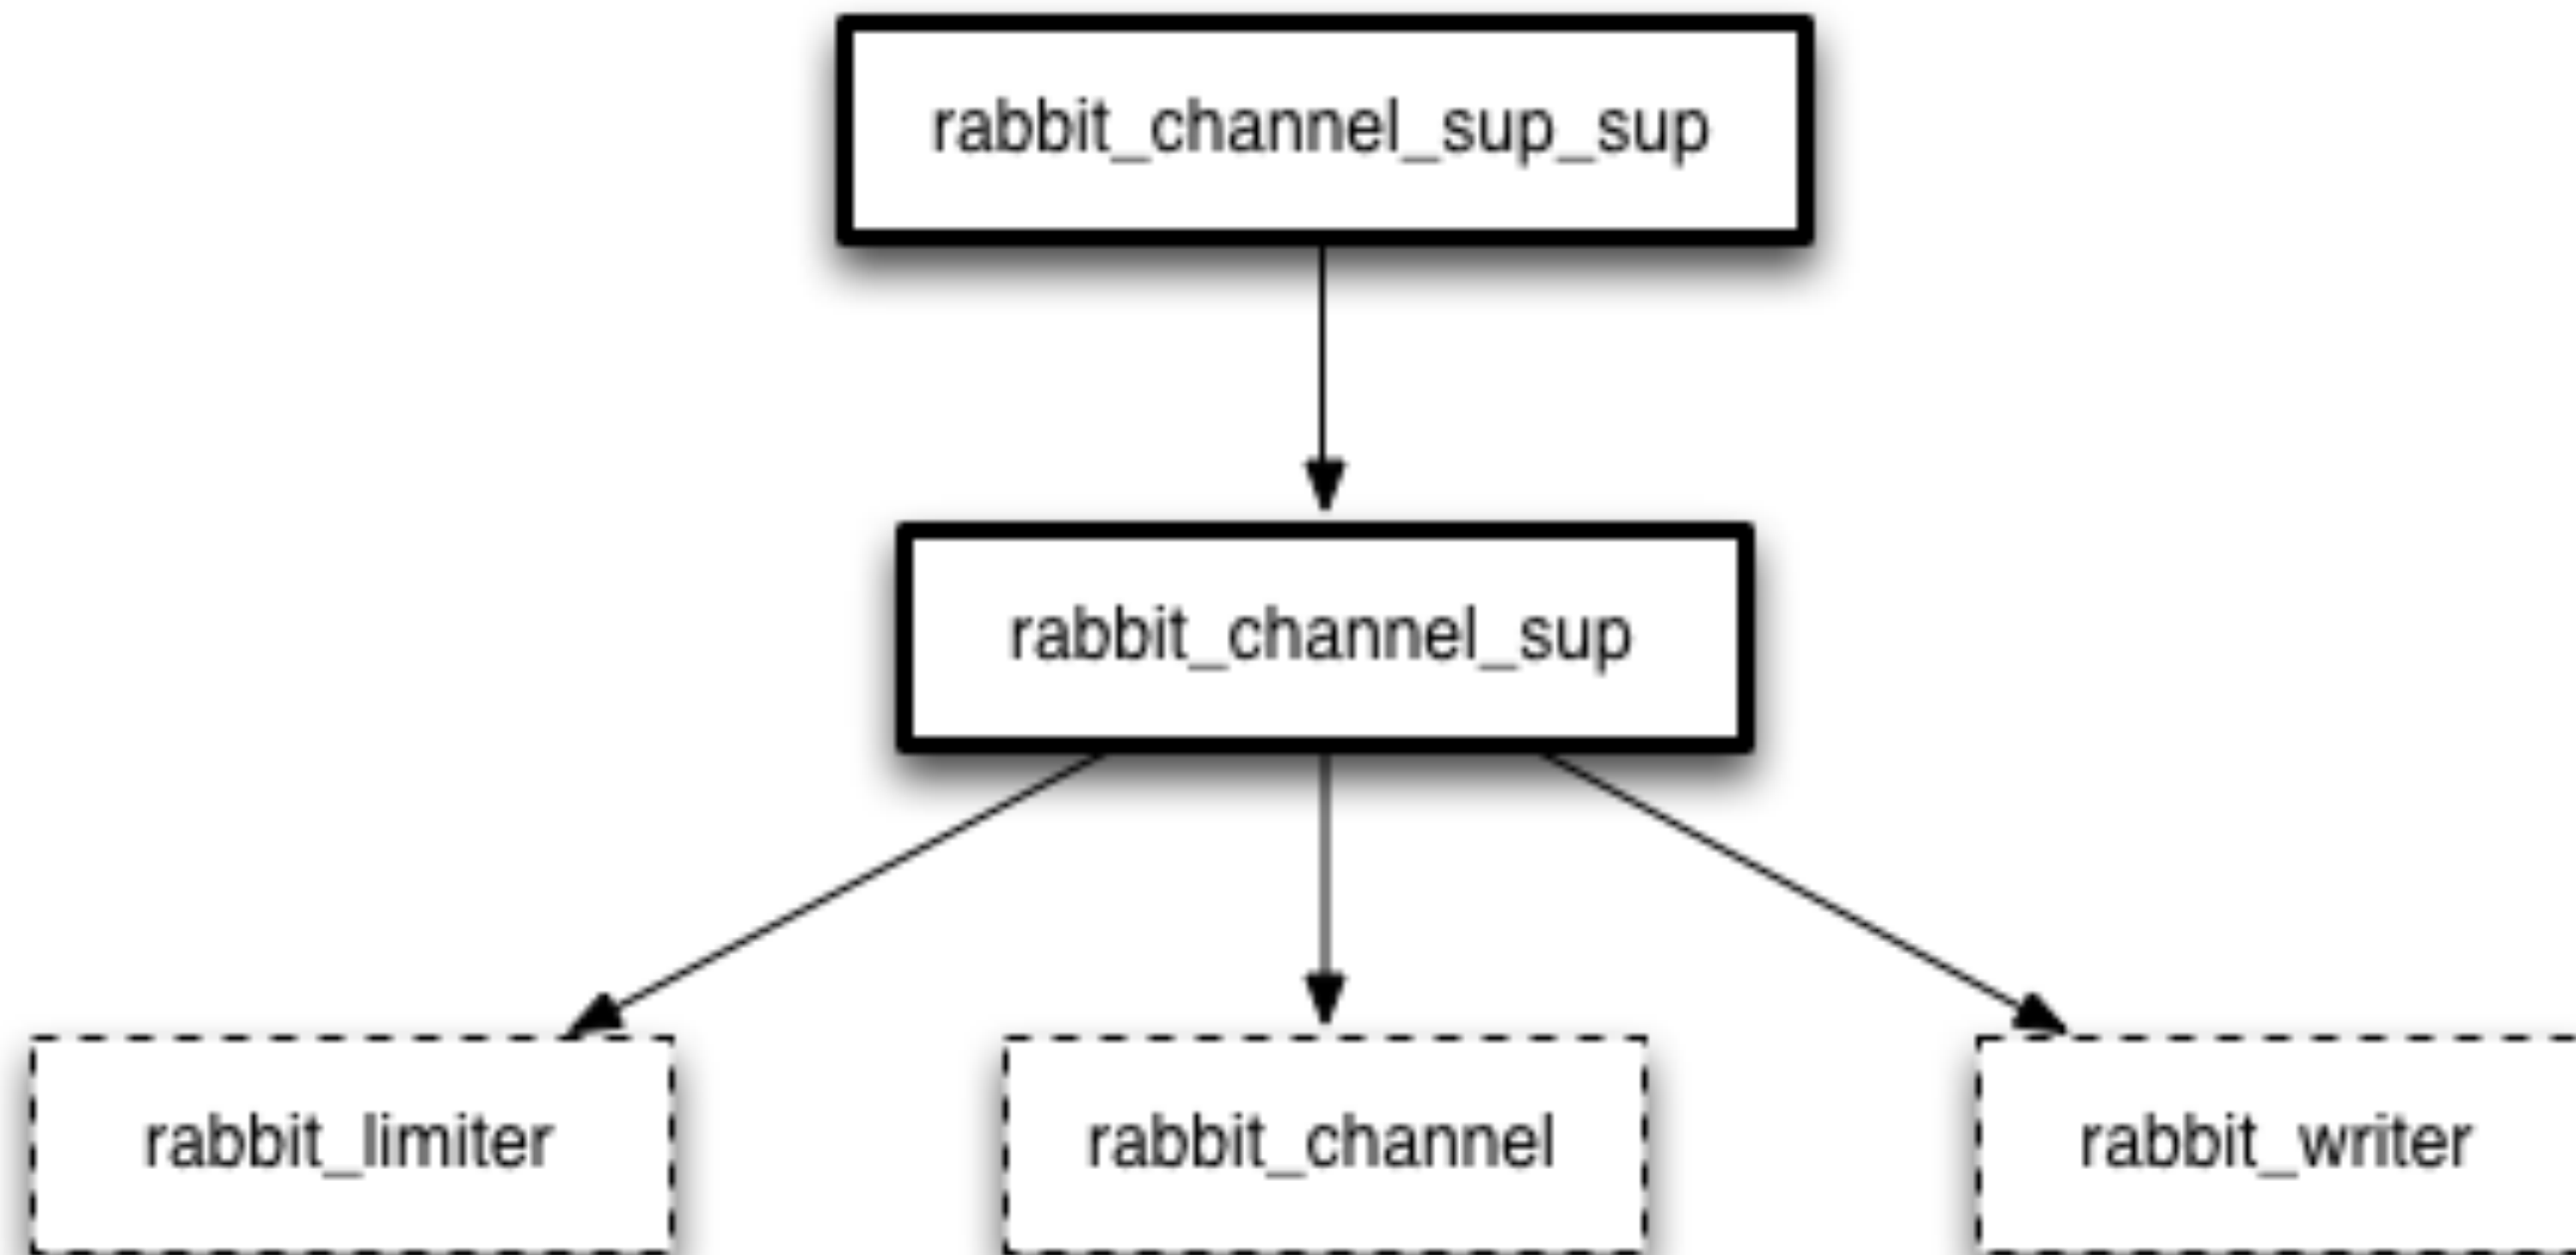 rabbit_channel_sup_sup
rabbit_channel_sup
rabbit_limiter
rabbit_channel
rabbit_writer